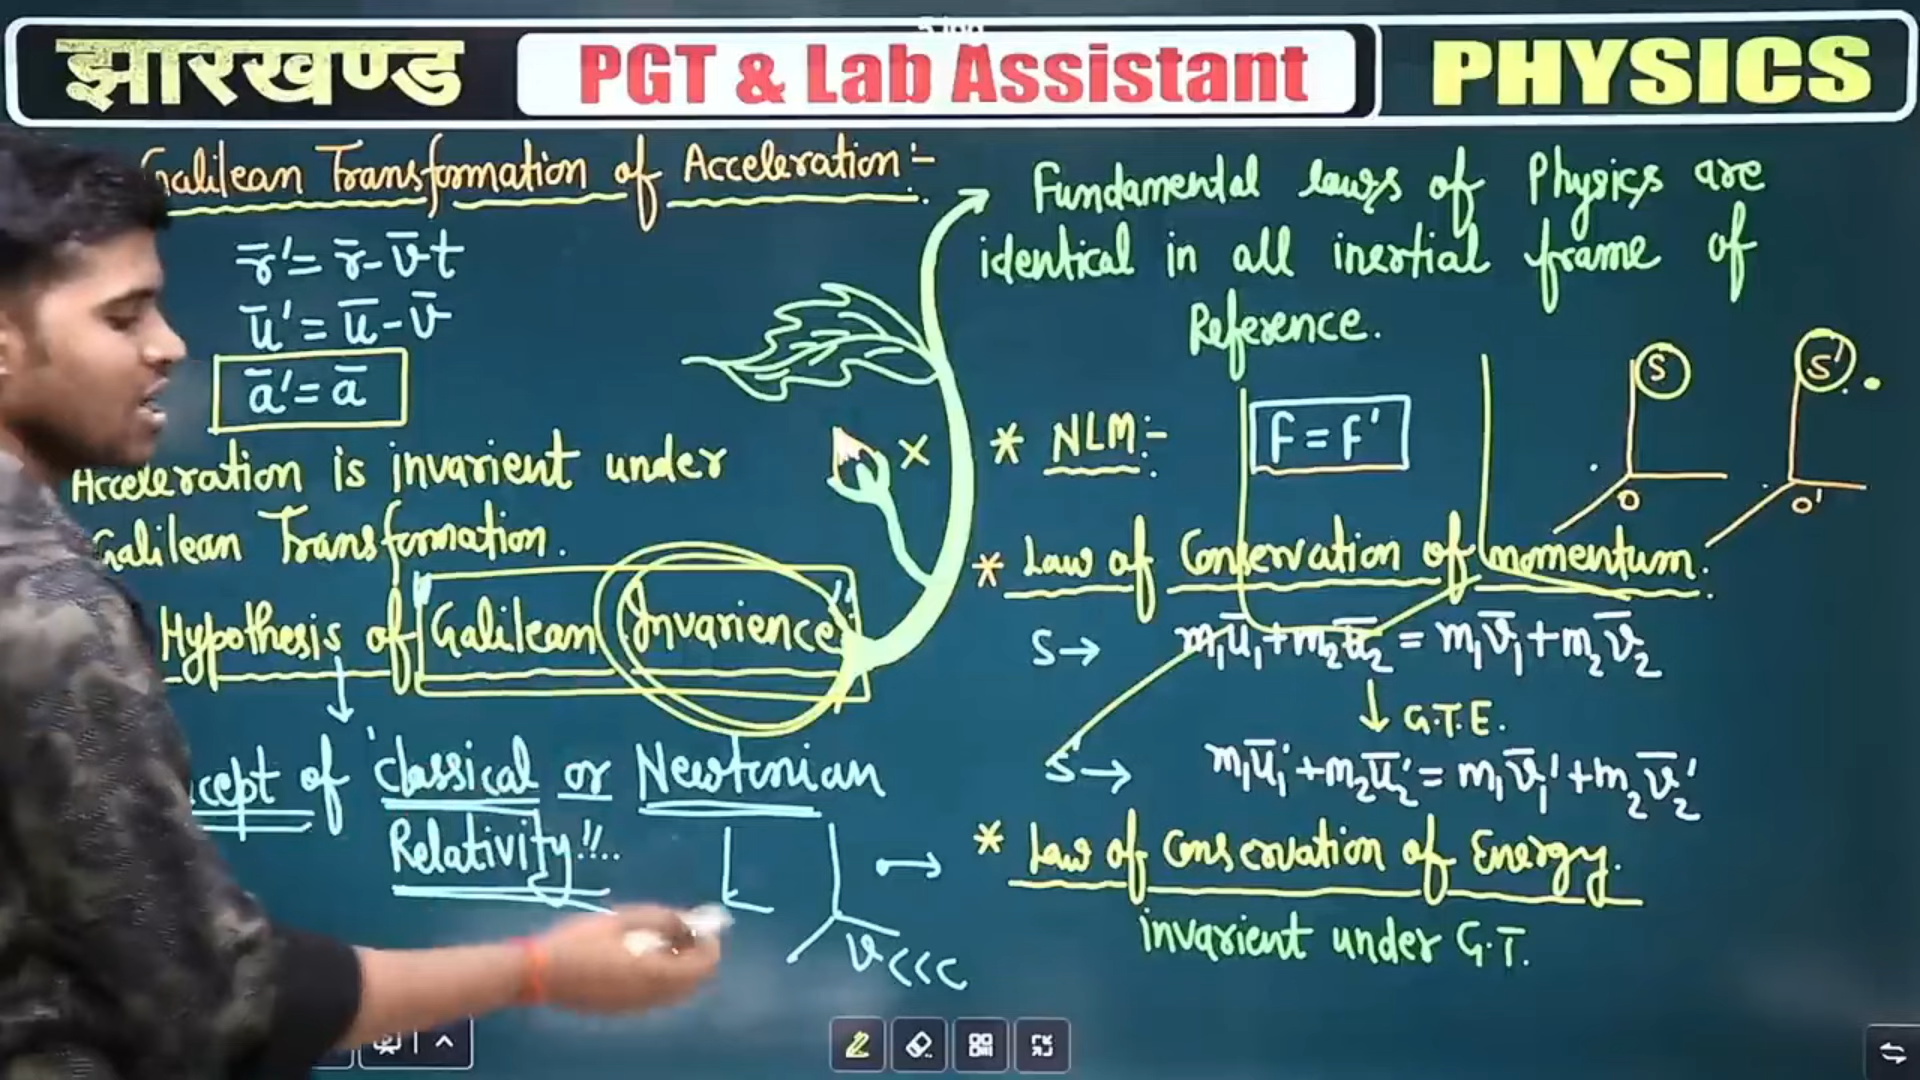 झारखण्ड
PGT & Lab Assistant
PHYSICS
Galilean Transformation of Acceleration:-
r̄' = r̄ - v̄t
ū' = ū - v̄
ā' = ā
Acceleration is invarient under
Galilean Transformation.
Hypothesis of "Galilean Invarience"
of 'Classical or Newtonian
Relativity!!..
v<<c
Fundamental laws of Physics are
identical in all inertial frame of
Reference.
* NLM:- F = F'
S
S'
O
O'
* Law of Conservation of momentum.
S→ m₁ū₁ + m₂ū₂ = m₁v̄₁ + m₂v̄₂
↓ G.T.E.
S'→ m₁ū₁' + m₂ū₂' = m₁v̄₁' + m₂v̄₂'
* Law of Conservation of Energy.
invarient under G.T.